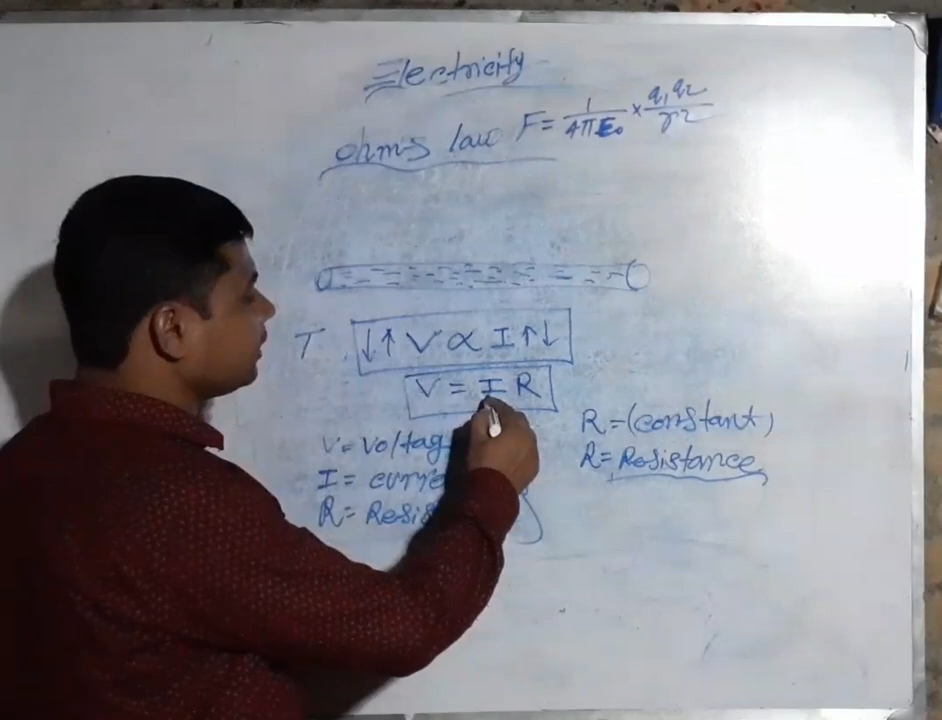 Electricity
ohms law F = 1/4πε₀ × q₁q₂/r2
T . ↓↑ V ∝ I ↑↓
V = I R
V = Voltag
I = curre
R = Resis
R = (constant)
R = Resistance